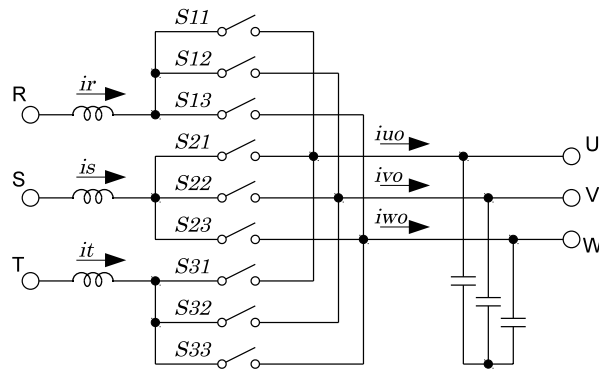 S11
S12
R
ir
S13
S21
iuo
U
S
is
S22
ivo
V
S23
iwo
W
T
it
S31
S32
S33